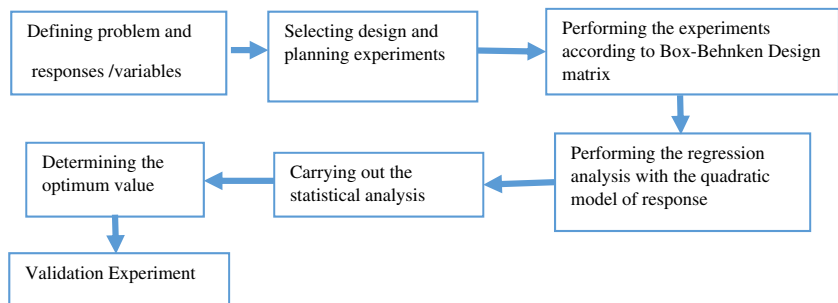 Defining problem and
responses /variables
Selecting design and
planning experiments
Performing the experiments
according to Box-Behnken Design
matrix
Performing the regression
analysis with the quadratic
model of response
Carrying out the
statistical analysis
Determining the
optimum value
Validation Experiment